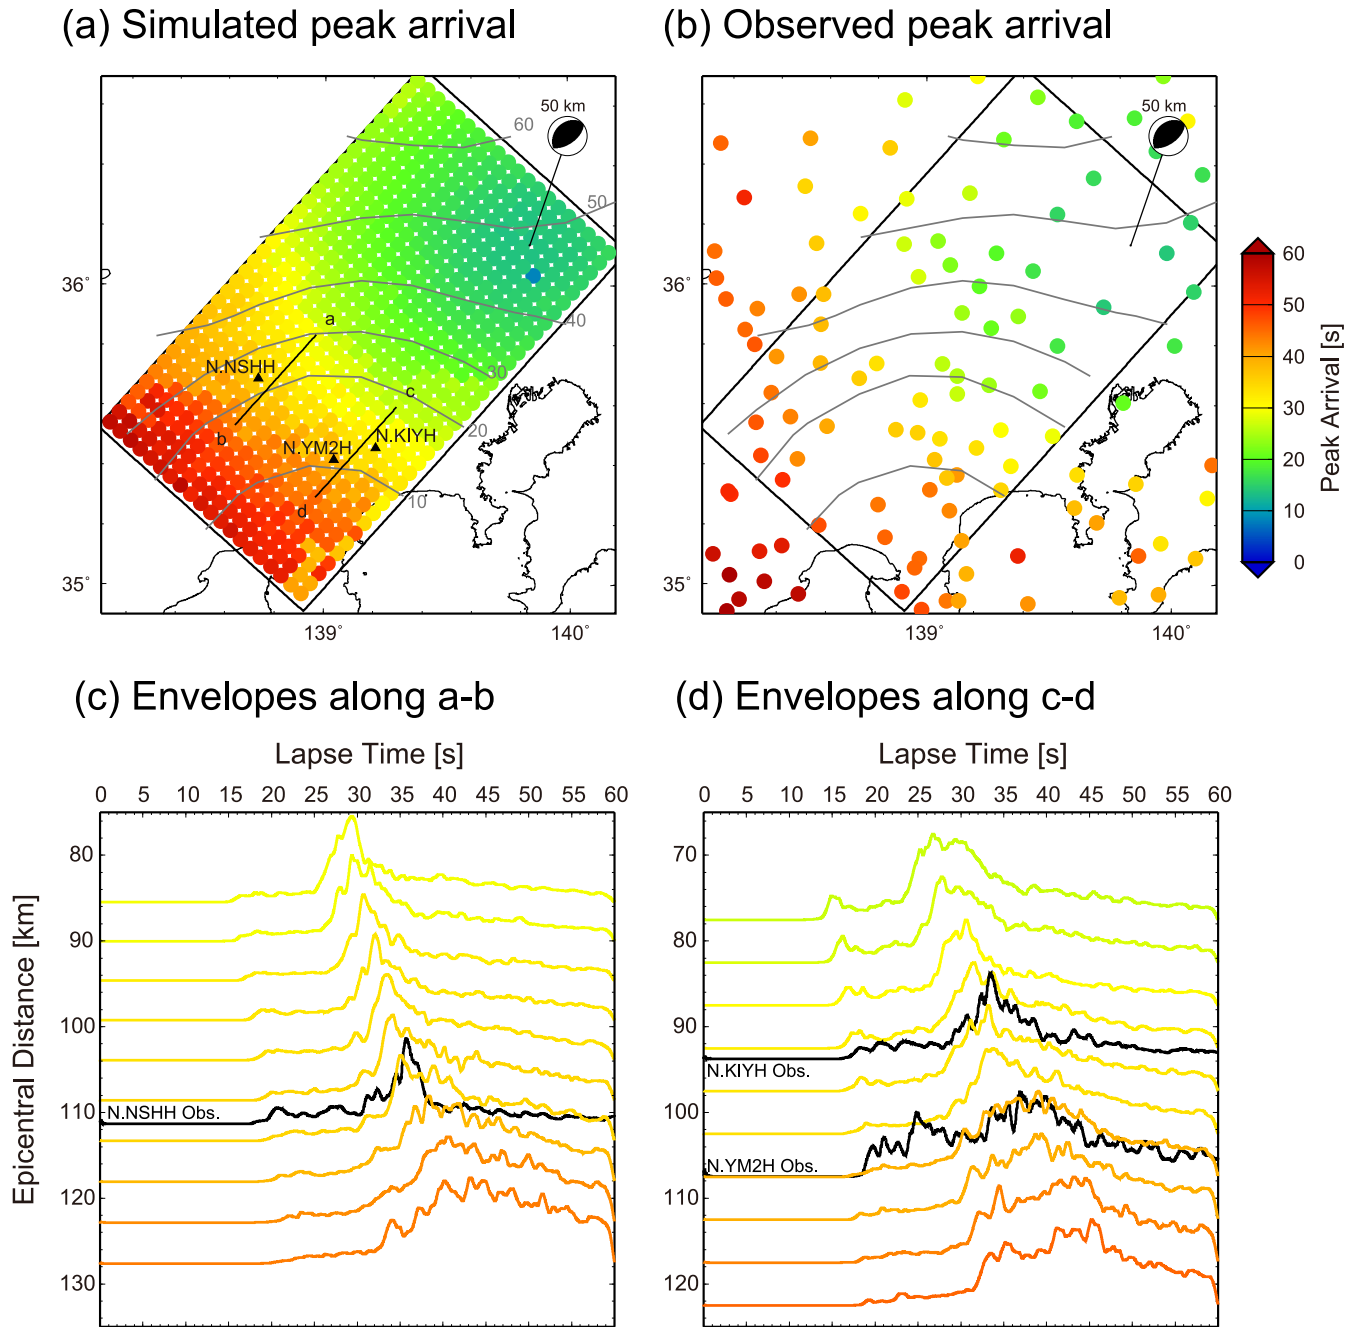 (a) Simulated peak arrival
(b) Observed peak arrival
50 km
60
50
40
30
20
10
a
b
c
d
N.NSHH
N.YM2H
N.KIYH
36°
35°
139°
140°
50 km
36°
35°
139°
140°
60
50
40
30
20
10
0
Peak Arrival [s]
(c) Envelopes along a-b
(d) Envelopes along c-d
Lapse Time [s]
Lapse Time [s]
0 5 10 15 20 25 30 35 40 45 50 55 60
0 5 10 15 20 25 30 35 40 45 50 55 60
Epicentral Distance [km]
80
90
100
110
120
130
N.NSHH Obs.
70
80
90
100
110
120
N.KIYH Obs.
N.YM2H Obs.